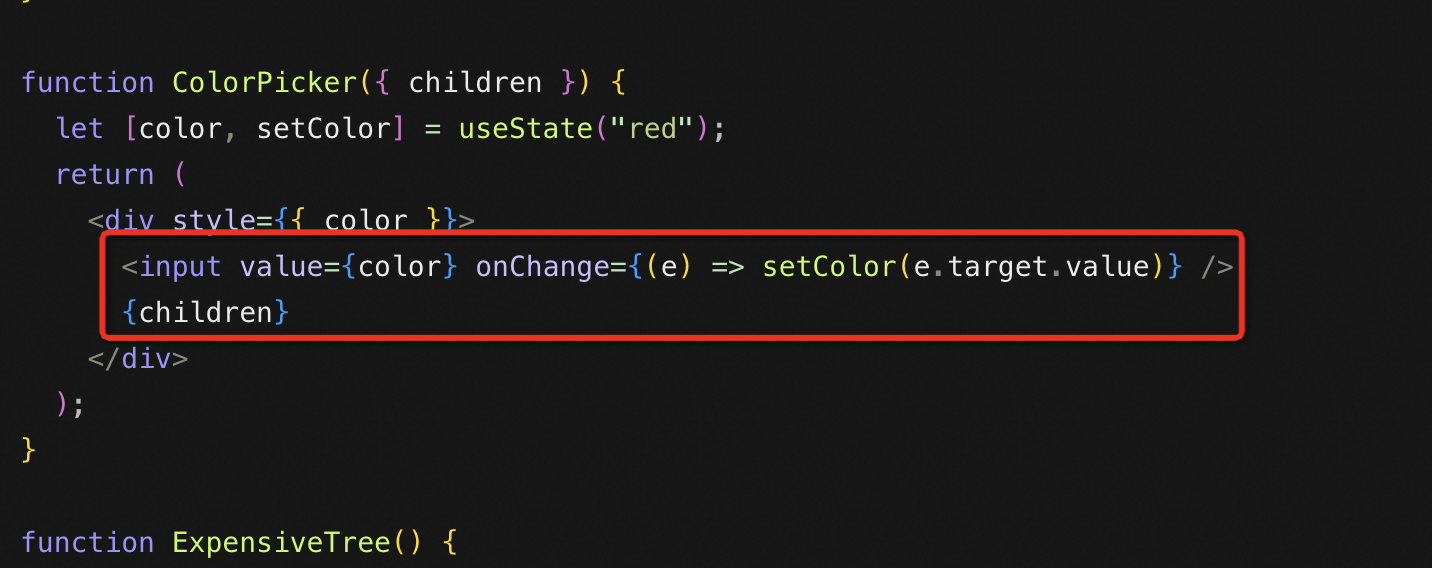 }
function ColorPicker({ children }) {
let [color, setColor] = useState("red");
return (
<div style={{ color }}>
<input value={color} onChange={(e) => setColor(e.target.value)} />
{children}
</div>
);
}
function ExpensiveTree() {